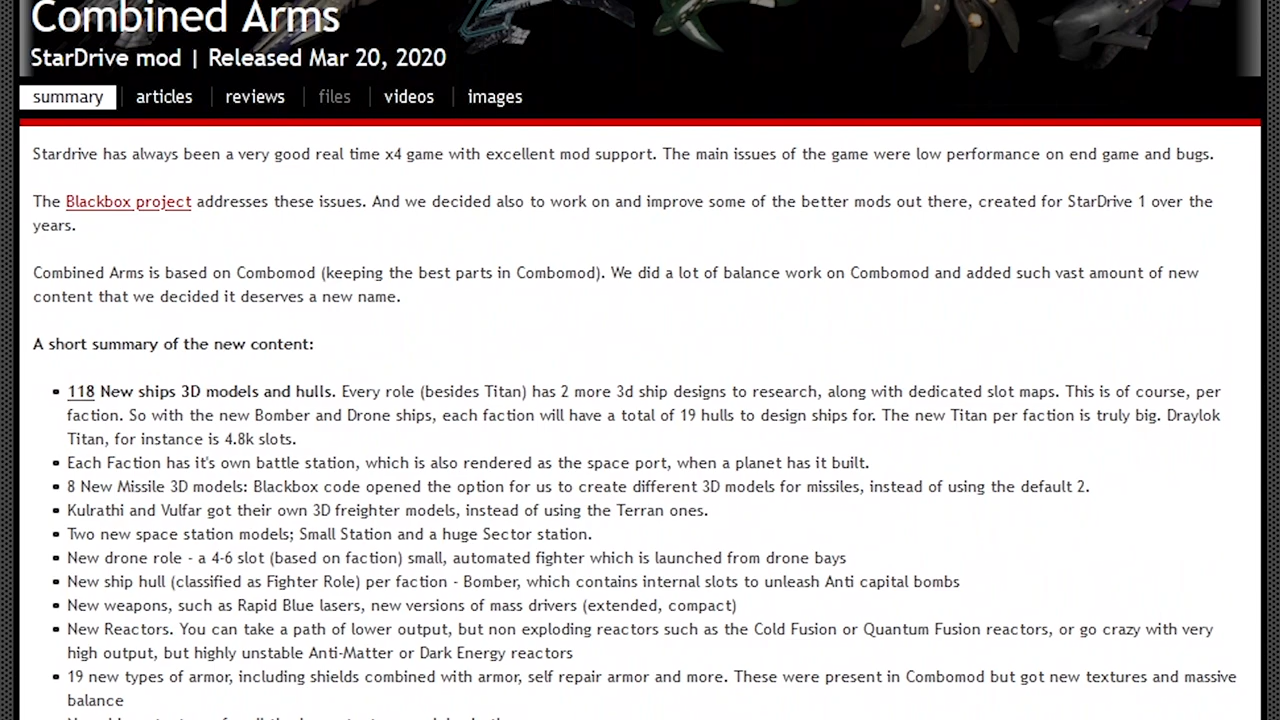 Combined Arms
StarDrive mod | Released Mar 20, 2020
summary articles reviews files videos images
Stardrive has always been a very good real time x4 game with excellent mod support. The main issues of the game were low performance on end game and bugs.
The Blackbox project addresses these issues. And we decided also to work on and improve some of the better mods out there, created for StarDrive 1 over the
years.
Combined Arms is based on Combomod (keeping the best parts in Combomod). We did a lot of balance work on Combomod and added such vast amount of new
content that we decided it deserves a new name.
A short summary of the new content:
118 New ships 3D models and hulls. Every role (besides Titan) has 2 more 3d ship designs to research, along with dedicated slot maps. This is of course, per
faction. So with the new Bomber and Drone ships, each faction will have a total of 19 hulls to design ships for. The new Titan per faction is truly big. Draylok
Titan, for instance is 4.8k slots.
Each Faction has it's own battle station, which is also rendered as the space port, when a planet has it built.
8 New Missile 3D models: Blackbox code opened the option for us to create different 3D models for missiles, instead of using the default 2.
Kulrathi and Vulfar got their own 3D freighter models, instead of using the Terran ones.
Two new space station models; Small Station and a huge Sector station.
New drone role - a 4-6 slot (based on faction) small, automated fighter which is launched from drone bays
New ship hull (classified as Fighter Role) per faction - Bomber, which contains internal slots to unleash Anti capital bombs
New weapons, such as Rapid Blue lasers, new versions of mass drivers (extended, compact)
New Reactors. You can take a path of lower output, but non exploding reactors such as the Cold Fusion or Quantum Fusion reactors, or go crazy with very
high output, but highly unstable Anti-Matter or Dark Energy reactors
19 new types of armor, including shields combined with armor, self repair armor and more. These were present in Combomod but got new textures and massive
balance